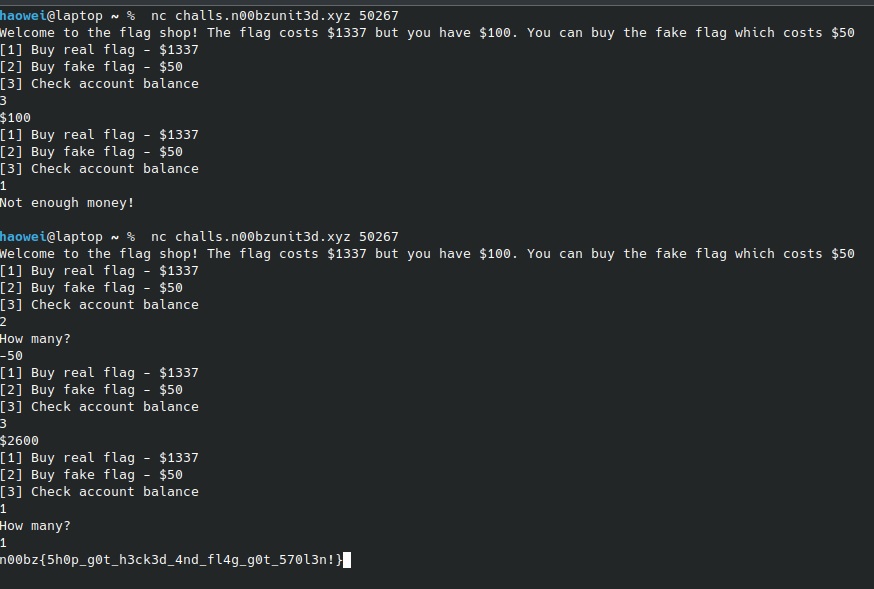 haowei@laptop ~ % nc challs.n00bzunit3d.xyz 50267
Welcome to the flag shop! The flag costs $1337 but you have $100. You can buy the fake flag which costs $50
[1] Buy real flag – $1337
[2] Buy fake flag – $50
[3] Check account balance
3
$100
[1] Buy real flag – $1337
[2] Buy fake flag – $50
[3] Check account balance
1
Not enough money!
haowei@laptop ~ % nc challs.n00bzunit3d.xyz 50267
Welcome to the flag shop! The flag costs $1337 but you have $100. You can buy the fake flag which costs $50
[1] Buy real flag – $1337
[2] Buy fake flag – $50
[3] Check account balance
2
How many?
-50
[1] Buy real flag – $1337
[2] Buy fake flag – $50
[3] Check account balance
3
$2600
[1] Buy real flag – $1337
[2] Buy fake flag – $50
[3] Check account balance
1
How many?
1
n00bz{5h0p_g0t_h3ck3d_4nd_fl4g_g0t_570l3n!}